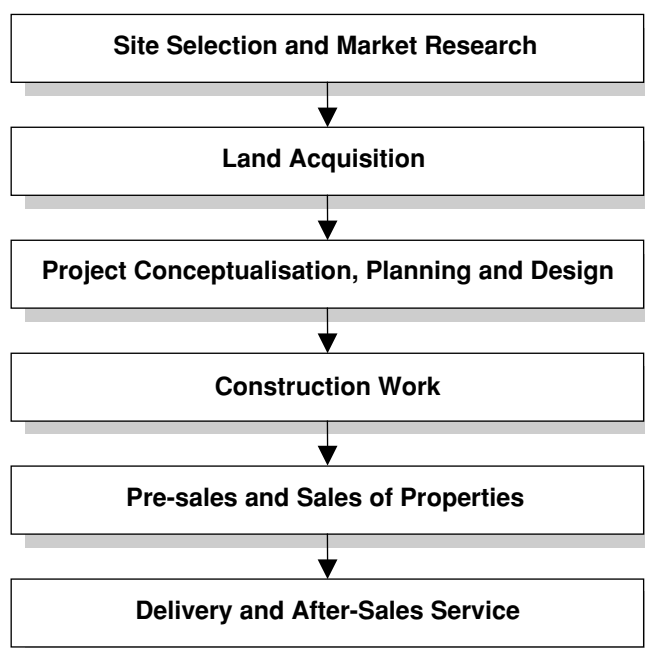 Site Selection and Market Research
Land Acquisition
Project Conceptualisation, Planning and Design
Construction Work
Pre-sales and Sales of Properties
Delivery and After-Sales Service